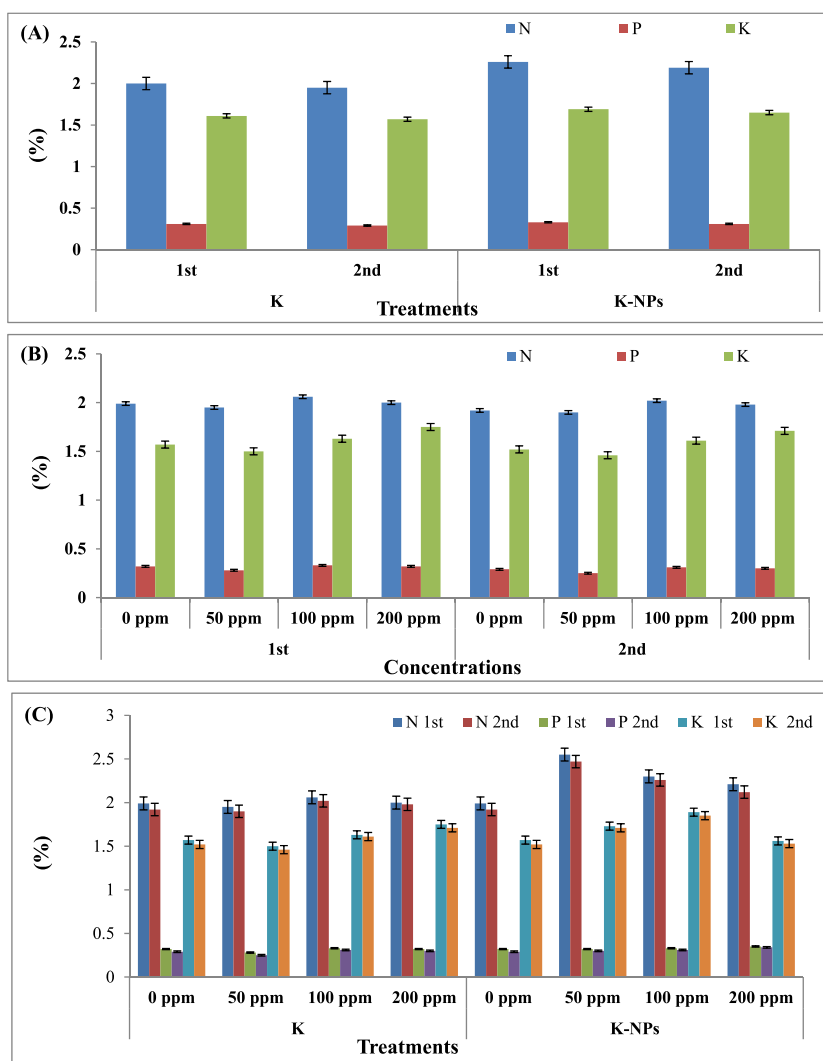 (A)
N P K
2.5
2
1.5
1
0.5
0
(%)
1st 2nd 1st 2nd
K K-NPs
Treatments
(B)
N P K
2.5
2
1.5
1
0.5
0
(%)
0 ppm 50 ppm 100 ppm 200 ppm 0 ppm 50 ppm 100 ppm 200 ppm
1st 2nd
Concentrations
(C)
N 1st N 2nd P 1st P 2nd K 1st K 2nd
3
2.5
2
1.5
1
0.5
0
(%)
0 ppm 50 ppm 100 ppm 200 ppm 0 ppm 50 ppm 100 ppm 200 ppm
K K-NPs
Treatments